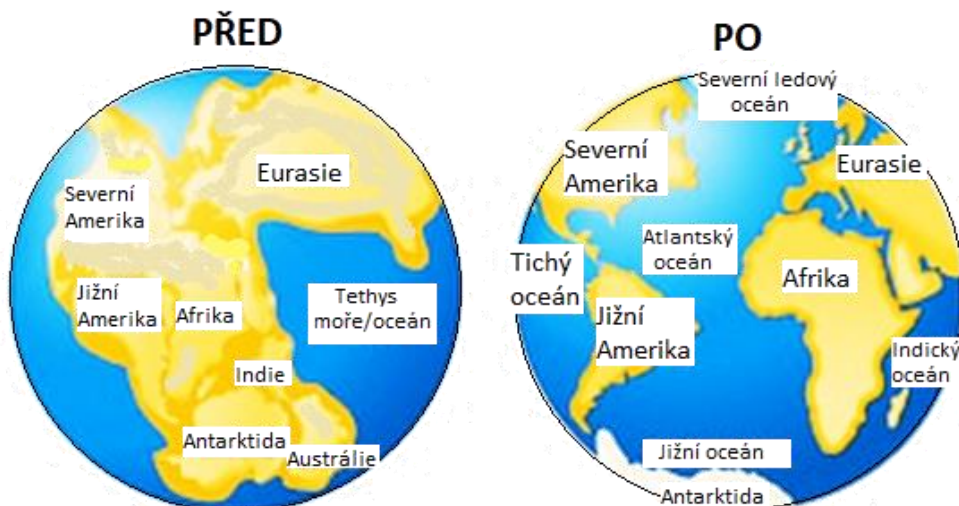 PŘED
Eurasie
Severní
Amerika
Jižní
Amerika
Afrika
Tethys
moře/oceán
Indie
Antarktida
Austrálie
PO
Severní ledový
oceán
Severní
Amerika
Eurasie
Atlantský
oceán
Tichý
oceán
Afrika
Jižní
Amerika
Indický
oceán
Jižní oceán
Antarktida